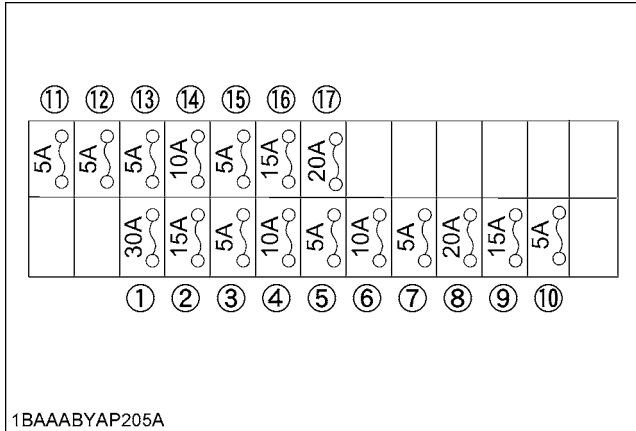 ⑪ ⑫ ⑬ ⑭ ⑮ ⑯ ⑰
5A 5A 5A 10A 5A 15A 20A
30A 15A 5A 10A 5A 10A 5A 20A 15A 5A
① ② ③ ④ ⑤ ⑥ ⑦ ⑧ ⑨ ⑩
1BAAABYAP205A